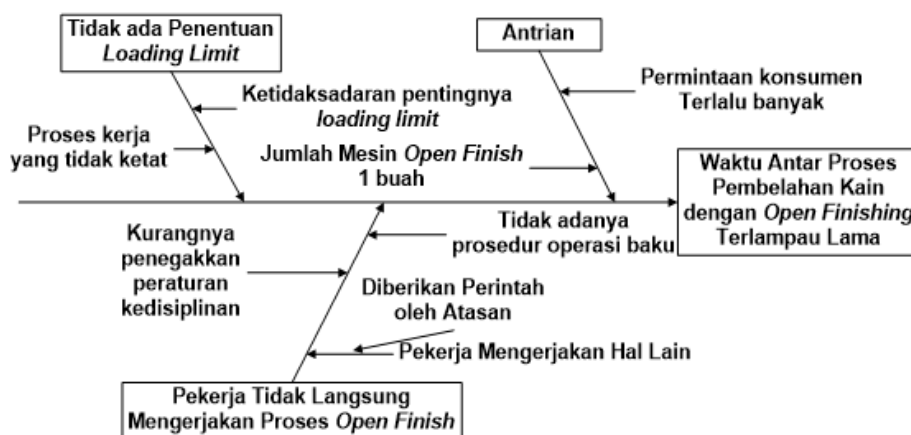 Tidak ada Penentuan
Loading Limit
Antrian
Ketidaksadaran pentingnya
loading limit
Permintaan konsumen
Terlalu banyak
Proses kerja
yang tidak ketat
Jumlah Mesin Open Finish
1 buah
Waktu Antar Proses
Pembelahan Kain
dengan Open Finishing
Terlampau Lama
Kurangnya
penegakkan
peraturan
kedisiplinan
Tidak adanya
prosedur operasi baku
Diberikan Perintah
oleh Atasan
Pekerja Mengerjakan Hal Lain
Pekerja Tidak Langsung
Mengerjakan Proses Open Finish